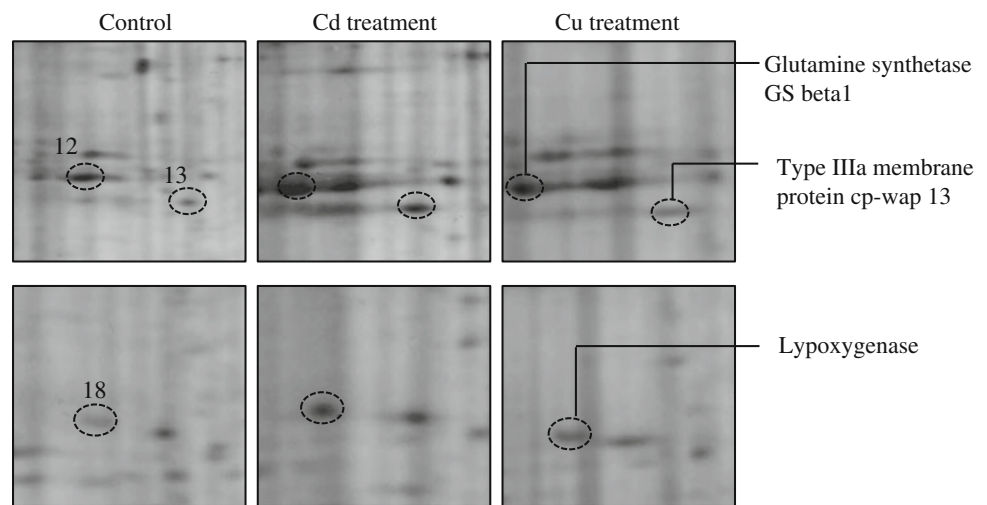 Control
Cd treatment
Cu treatment
12
13
Glutamine synthetase
GS beta1
Type IIIa membrane
protein cp-wap 13
18
Lypoxygenase